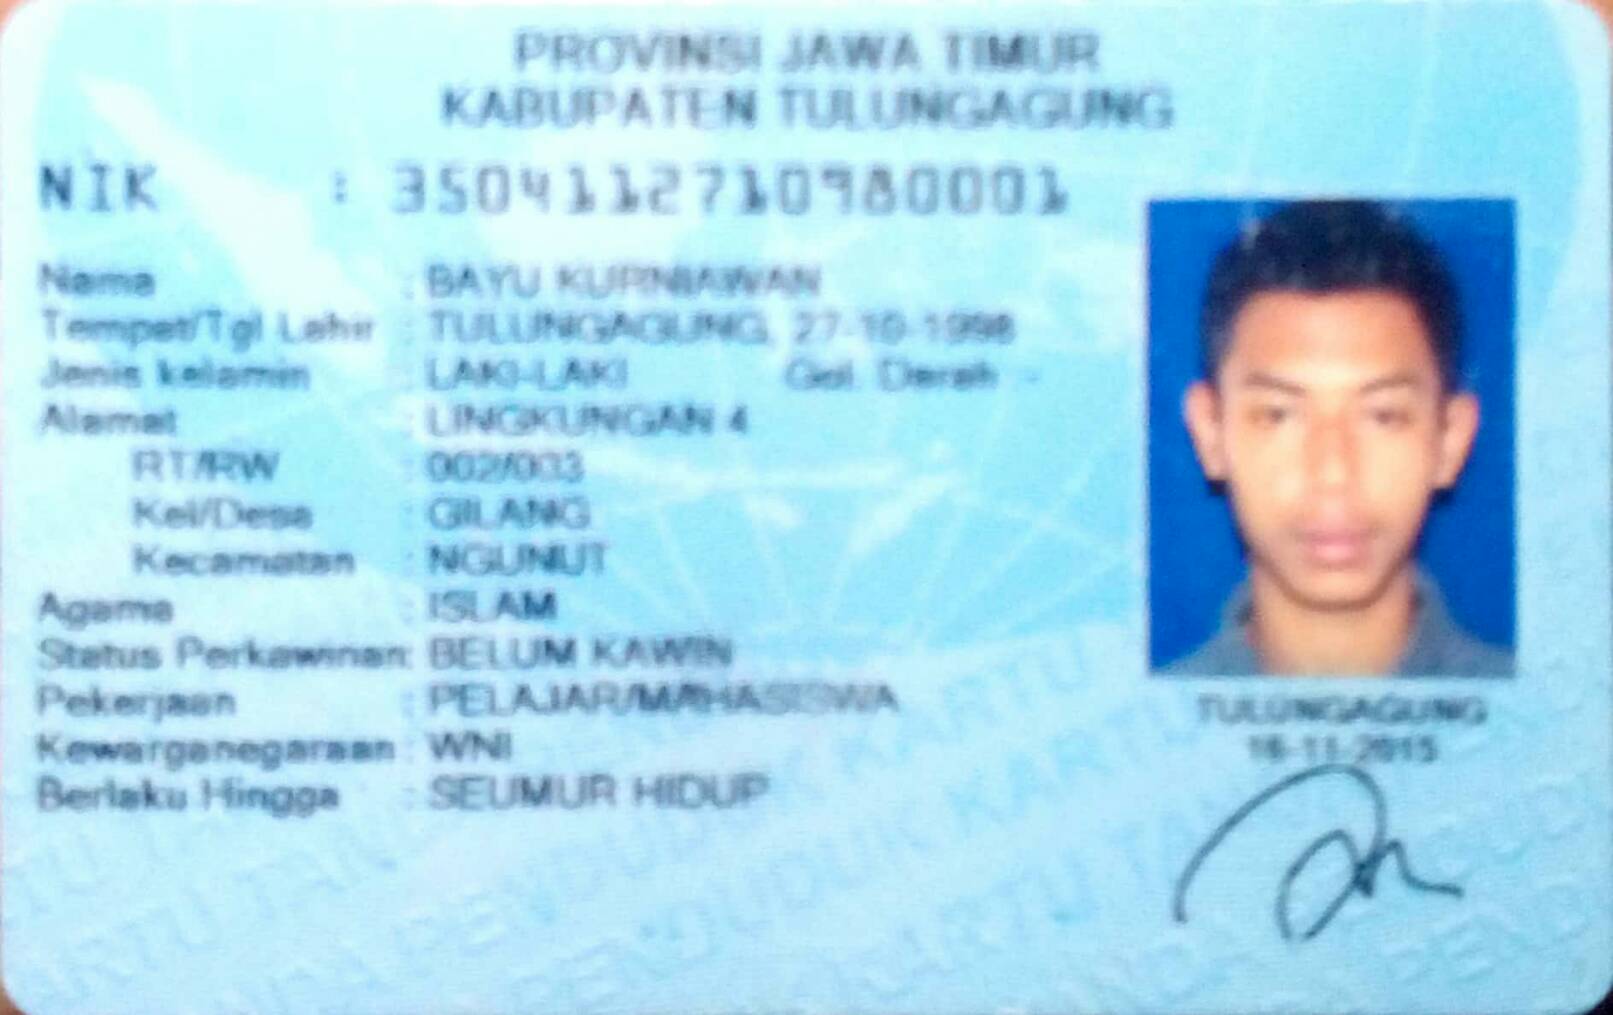 PROVINSI JAWA TIMUR
KABUPATEN TULUNGAGUNG
NIK : 3504112710980001
Nama : BAYU KURNIAWAN
Tempat/Tgl Lahir : TULUNGAGUNG, 27-10-1998
Jenis kelamin : LAKI-LAKI Gol. Darah : -
Alamat : LINGKUNGAN 4
RT/RW : 002/003
Kel/Desa : GILANG
Kecamatan : NGUNUT
Agama : ISLAM
Status Perkawinan: BELUM KAWIN
Pekerjaan : PELAJAR/MAHASISWA
Kewarganegaraan : WNI
Berlaku Hingga : SEUMUR HIDUP
TULUNGAGUNG
16-11-2015